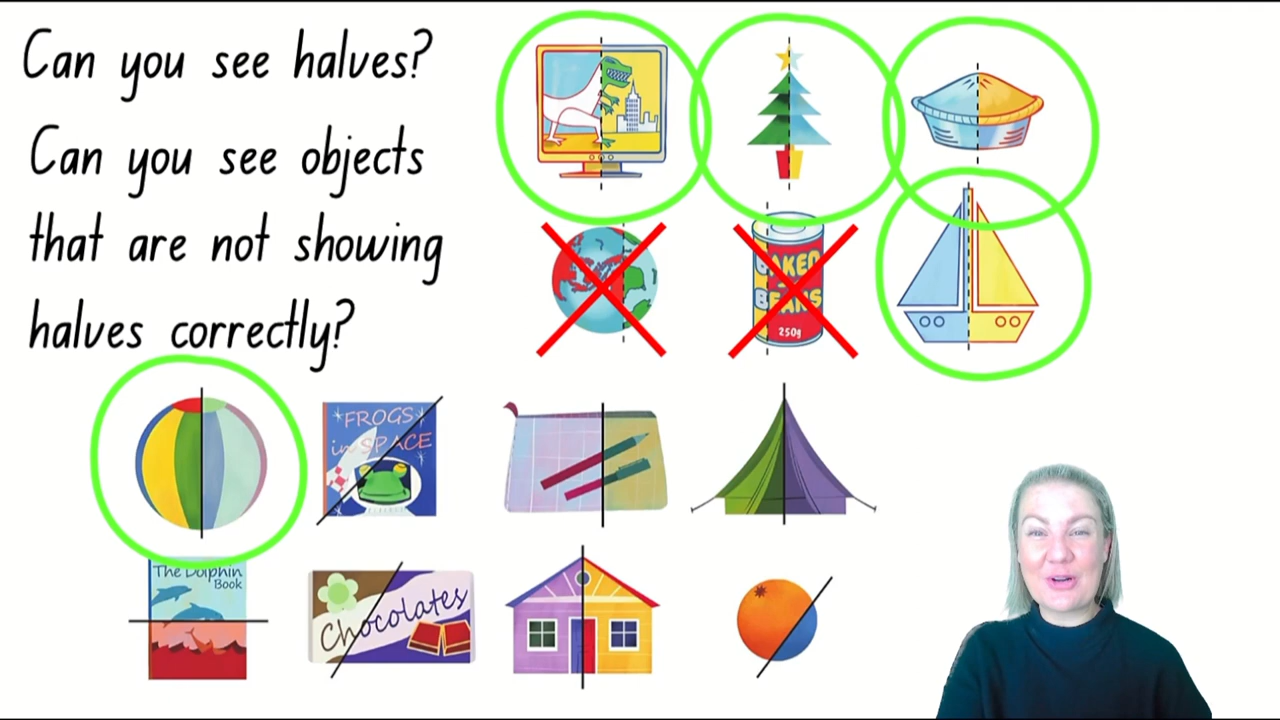 Can you see halves?
Can you see objects
that are not showing
halves correctly?
BAKED
BEANS
250g
FROGS
in SPACE
The Dolphin
Book
Chocolates